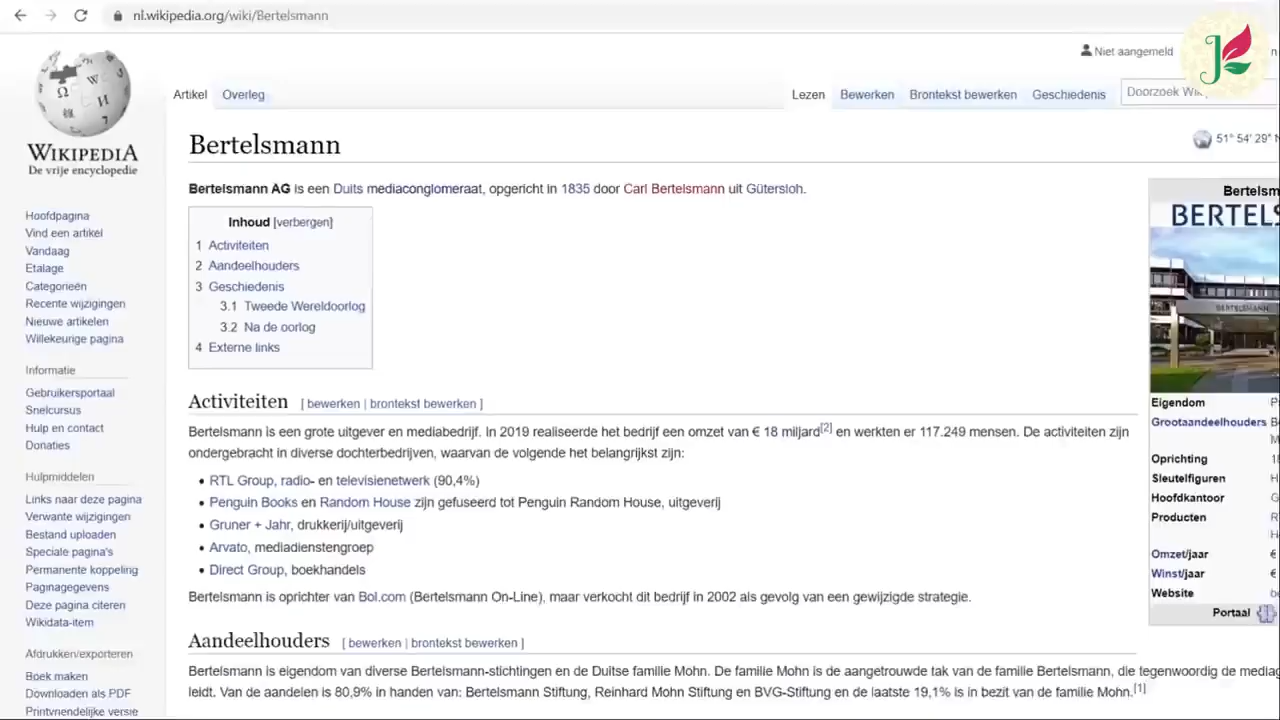 nl.wikipedia.org/wiki/Bertelsmann
Niet aangemeld
Artikel Overleg Lezen Bewerken Brontekst bewerken Geschiedenis Doorzoek
WIKIPEDIA
De vrije encyclopedie
Hoofdpagina
Vind een artikel
Vandaag
Etalage
Categorieën
Recente wijzigingen
Nieuwe artikelen
Willekeurige pagina
Informatie
Gebruikersportaal
Snelcursus
Hulp en contact
Donaties
Hulpmiddelen
Links naar deze pagina
Verwante wijzigingen
Bestand uploaden
Speciale pagina's
Permanente koppeling
Paginagegevens
Deze pagina citeren
Wikidata-item
Afdrukken/exporteren
Boek maken
Downloaden als PDF
Printvriendelijke versie
Bertelsmann
51° 54' 29"
Bertelsmann AG is een Duits mediaconglomeraat, opgericht in 1835 door Carl Bertelsmann uit Gütersloh.
Inhoud [verbergen]
1 Activiteiten
2 Aandeelhouders
3 Geschiedenis
3.1 Tweede Wereldoorlog
3.2 Na de oorlog
4 Externe links
Activiteiten [ bewerken | brontekst bewerken ]
Bertelsmann is een grote uitgever en mediabedrijf. In 2019 realiseerde het bedrijf een omzet van € 18 miljard[2] en werkten er 117.249 mensen. De activiteiten zijn
ondergebracht in diverse dochterbedrijven, waarvan de volgende het belangrijkst zijn:
• RTL Group, radio- en televisienetwerk (90,4%)
• Penguin Books en Random House zijn gefuseerd tot Penguin Random House, uitgeverij
• Gruner + Jahr, drukkerij/uitgeverij
• Arvato, mediadienstengroep
• Direct Group, boekhandels
Bertelsmann is oprichter van Bol.com (Bertelsmann On-Line), maar verkocht dit bedrijf in 2002 als gevolg van een gewijzigde strategie.
Aandeelhouders [ bewerken | brontekst bewerken ]
Bertelsmann is eigendom van diverse Bertelsmann-stichtingen en de Duitse familie Mohn. De familie Mohn is de aangetrouwde tak van de familie Bertelsmann, die tegenwoordig de mediag
leidt. Van de aandelen is 80,9% in handen van: Bertelsmann Stiftung, Reinhard Mohn Stiftung en BVG-Stiftung en de laatste 19,1% is in bezit van de familie Mohn.[1]
Bertelsm
BERTELS
BERTELSMANN
Eigendom
Grootaandeelhouders
Oprichting
Sleutelfiguren
Hoofdkantoor
Producten
Omzet/jaar €
Winst/jaar €
Website
Portaal